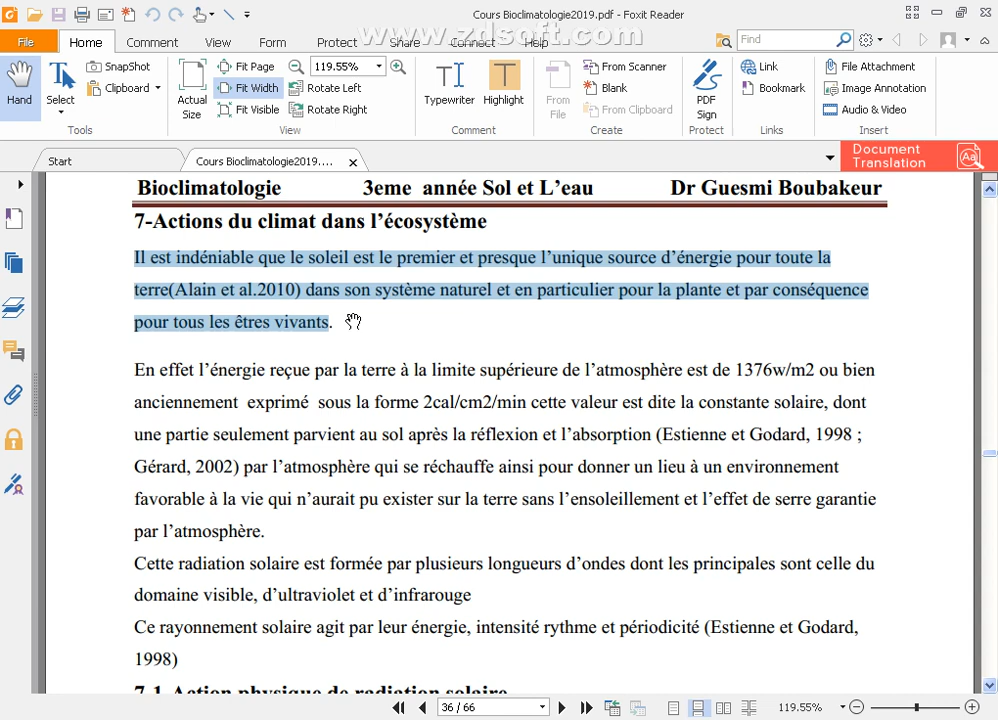 Cours Bioclimatologie2019.pdf - Foxit Reader
www.zdsoft.com
File Home Comment View Form Protect Share Connect Help Find
Hand Select SnapShot Clipboard Actual Size Fit Page Fit Width Fit Visible 119.55% Rotate Left Rotate Right Typewriter Highlight From File From Scanner Blank From Clipboard PDF Sign Link Bookmark File Attachment Image Annotation Audio & Video
Tools View Comment Create Protect Links Insert
Start Cours Bioclimatologie2019.... Document Translation
Bioclimatologie 3eme année Sol et L’eau Dr Guesmi Boubakeur
7-Actions du climat dans l’écosystème
Il est indéniable que le soleil est le premier et presque l’unique source d’énergie pour toute la
terre(Alain et al.2010) dans son système naturel et en particulier pour la plante et par conséquence
pour tous les êtres vivants.
En effet l’énergie reçue par la terre à la limite supérieure de l’atmosphère est de 1376w/m2 ou bien
anciennement exprimé sous la forme 2cal/cm2/min cette valeur est dite la constante solaire, dont
une partie seulement parvient au sol après la réflexion et l’absorption (Estienne et Godard, 1998 ;
Gérard, 2002) par l’atmosphère qui se réchauffe ainsi pour donner un lieu à un environnement
favorable à la vie qui n’aurait pu exister sur la terre sans l’ensoleillement et l’effet de serre garantie
par l’atmosphère.
Cette radiation solaire est formée par plusieurs longueurs d’ondes dont les principales sont celle du
domaine visible, d’ultraviolet et d’infrarouge
Ce rayonnement solaire agit par leur énergie, intensité rythme et périodicité (Estienne et Godard,
1998)
7-1-Action physique de radiation solaire
36 / 66 119.55%